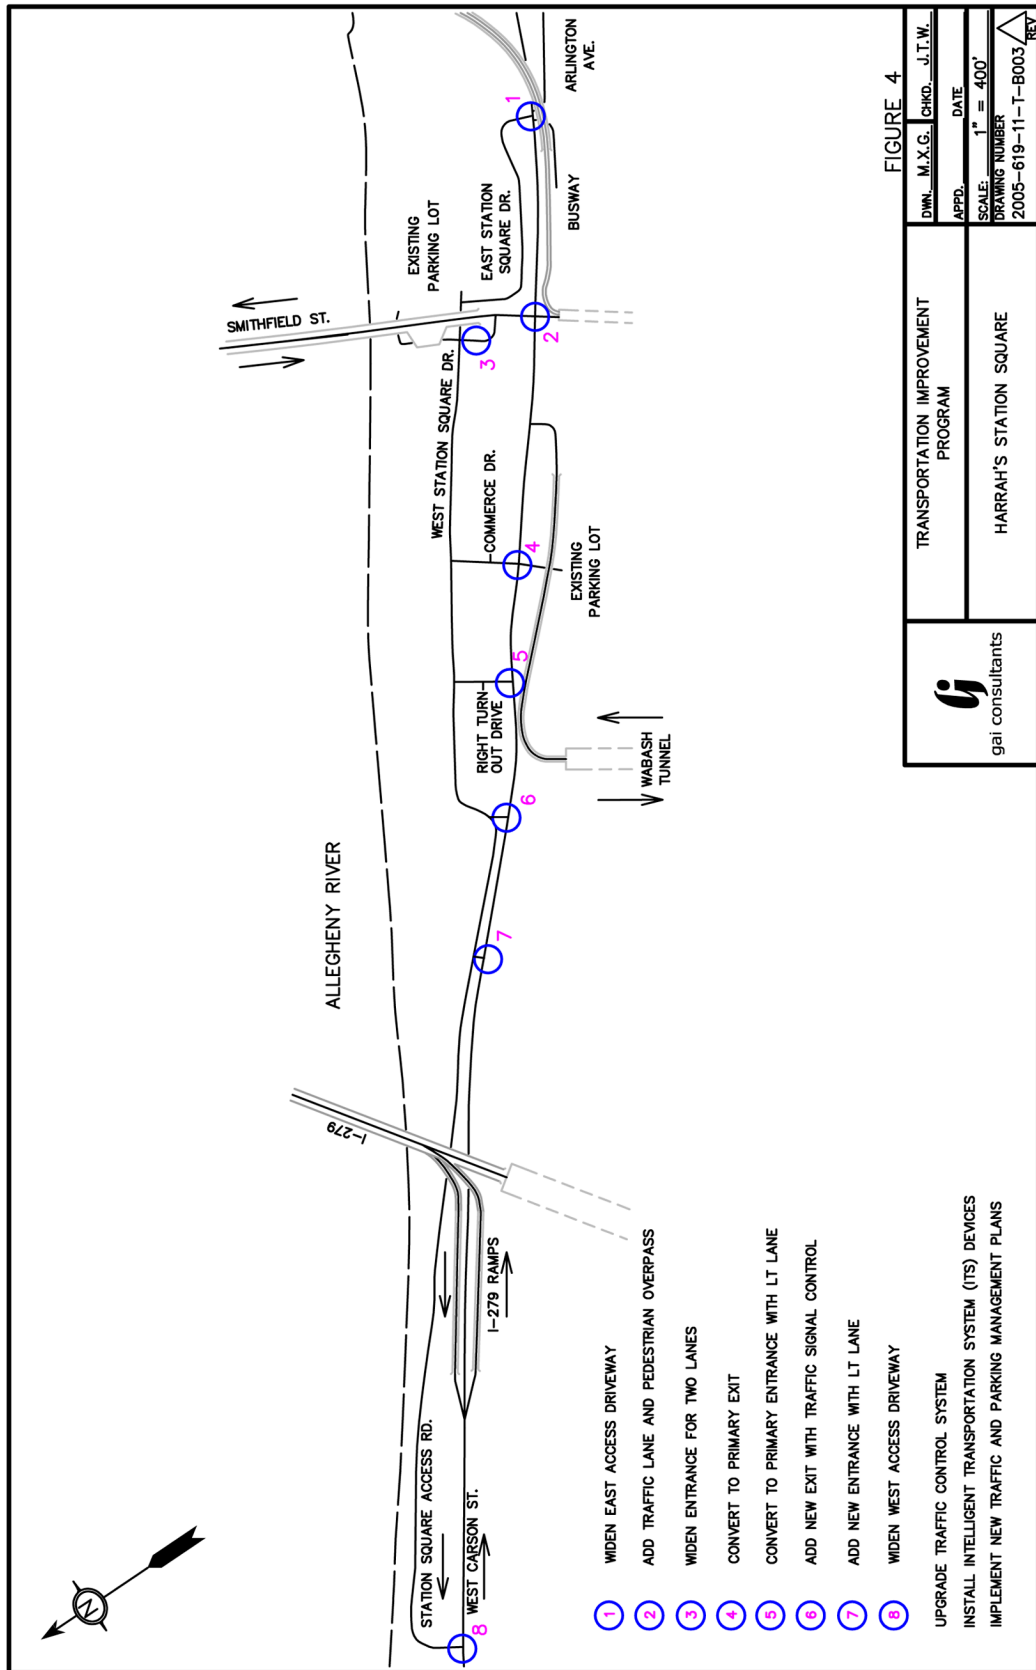 ALLEGHENY RIVER
SMITHFIELD ST.
EXISTING
PARKING LOT
EAST STATION
SQUARE DR.
ARLINGTON
AVE.
BUSWAY
WEST STATION SQUARE DR.
COMMERCE DR.
EXISTING
PARKING LOT
RIGHT TURN
OUT DRIVE
WABASH
TUNNEL
I-279
I-279 RAMPS
STATION SQUARE ACCESS RD.
WEST CARSON ST.
N
8
7
6
5
4
3
2
1
1 WIDEN EAST ACCESS DRIVEWAY
2 ADD TRAFFIC LANE AND PEDESTRIAN OVERPASS
3 WIDEN ENTRANCE FOR TWO LANES
4 CONVERT TO PRIMARY EXIT
5 CONVERT TO PRIMARY ENTRANCE WITH LT LANE
6 ADD NEW EXIT WITH TRAFFIC SIGNAL CONTROL
7 ADD NEW ENTRANCE WITH LT LANE
8 WIDEN WEST ACCESS DRIVEWAY
UPGRADE TRAFFIC CONTROL SYSTEM
INSTALL INTELLIGENT TRANSPORTATION SYSTEM (ITS) DEVICES
IMPLEMENT NEW TRAFFIC AND PARKING MANAGEMENT PLANS
FIGURE 4
gai consultants
TRANSPORTATION IMPROVEMENT
PROGRAM
HARRAH'S STATION SQUARE
DWN. M.X.G. CHKD. J.T.W.
APPD. DATE
SCALE: 1" = 400'
DRAWING NUMBER
2005-619-11-T-B003
REV